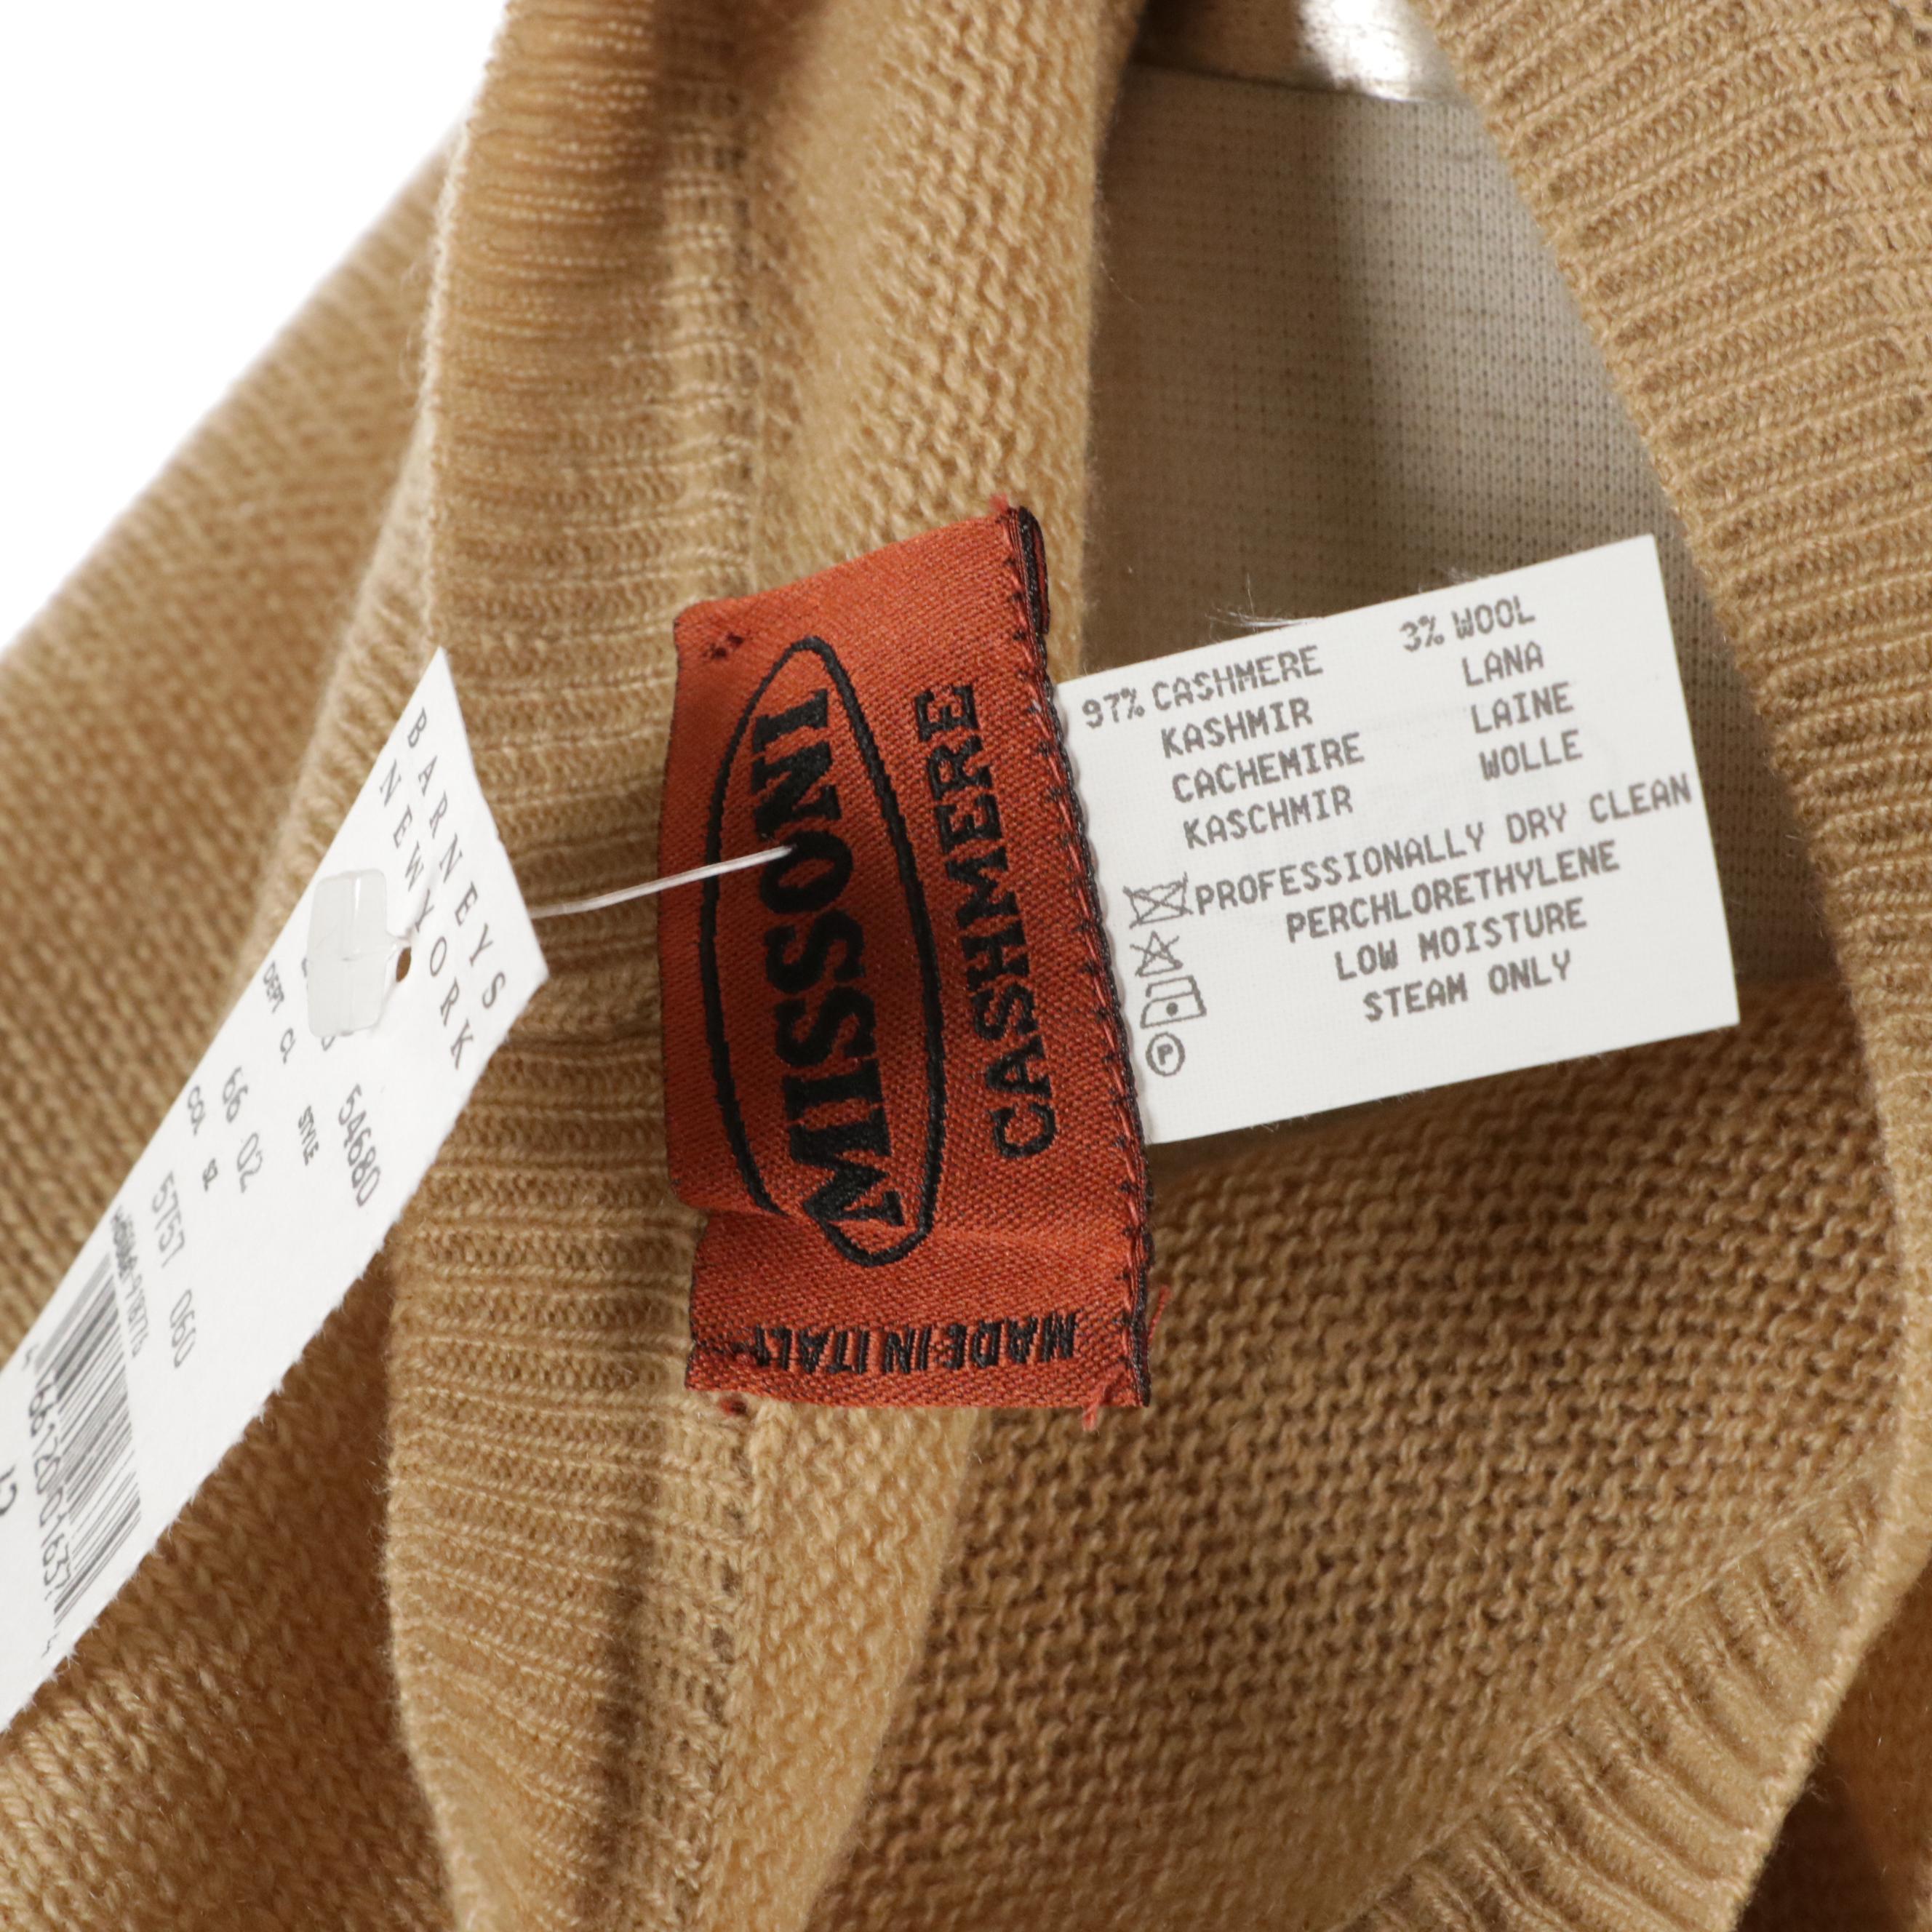 BARNEYS
NEW YORK
DEPT CL STYLE
54680
COL SZ
66 02
5757 060
MISSONI
CASHMERE
MADE IN ITALY
97% CASHMERE 3% WOOL
KASHMIR LANA
CACHEMIRE LAINE
KASCHMIR WOLLE
PROFESSIONALLY DRY CLEAN
PERCHLORETHYLENE
LOW MOISTURE
STEAM ONLY
P